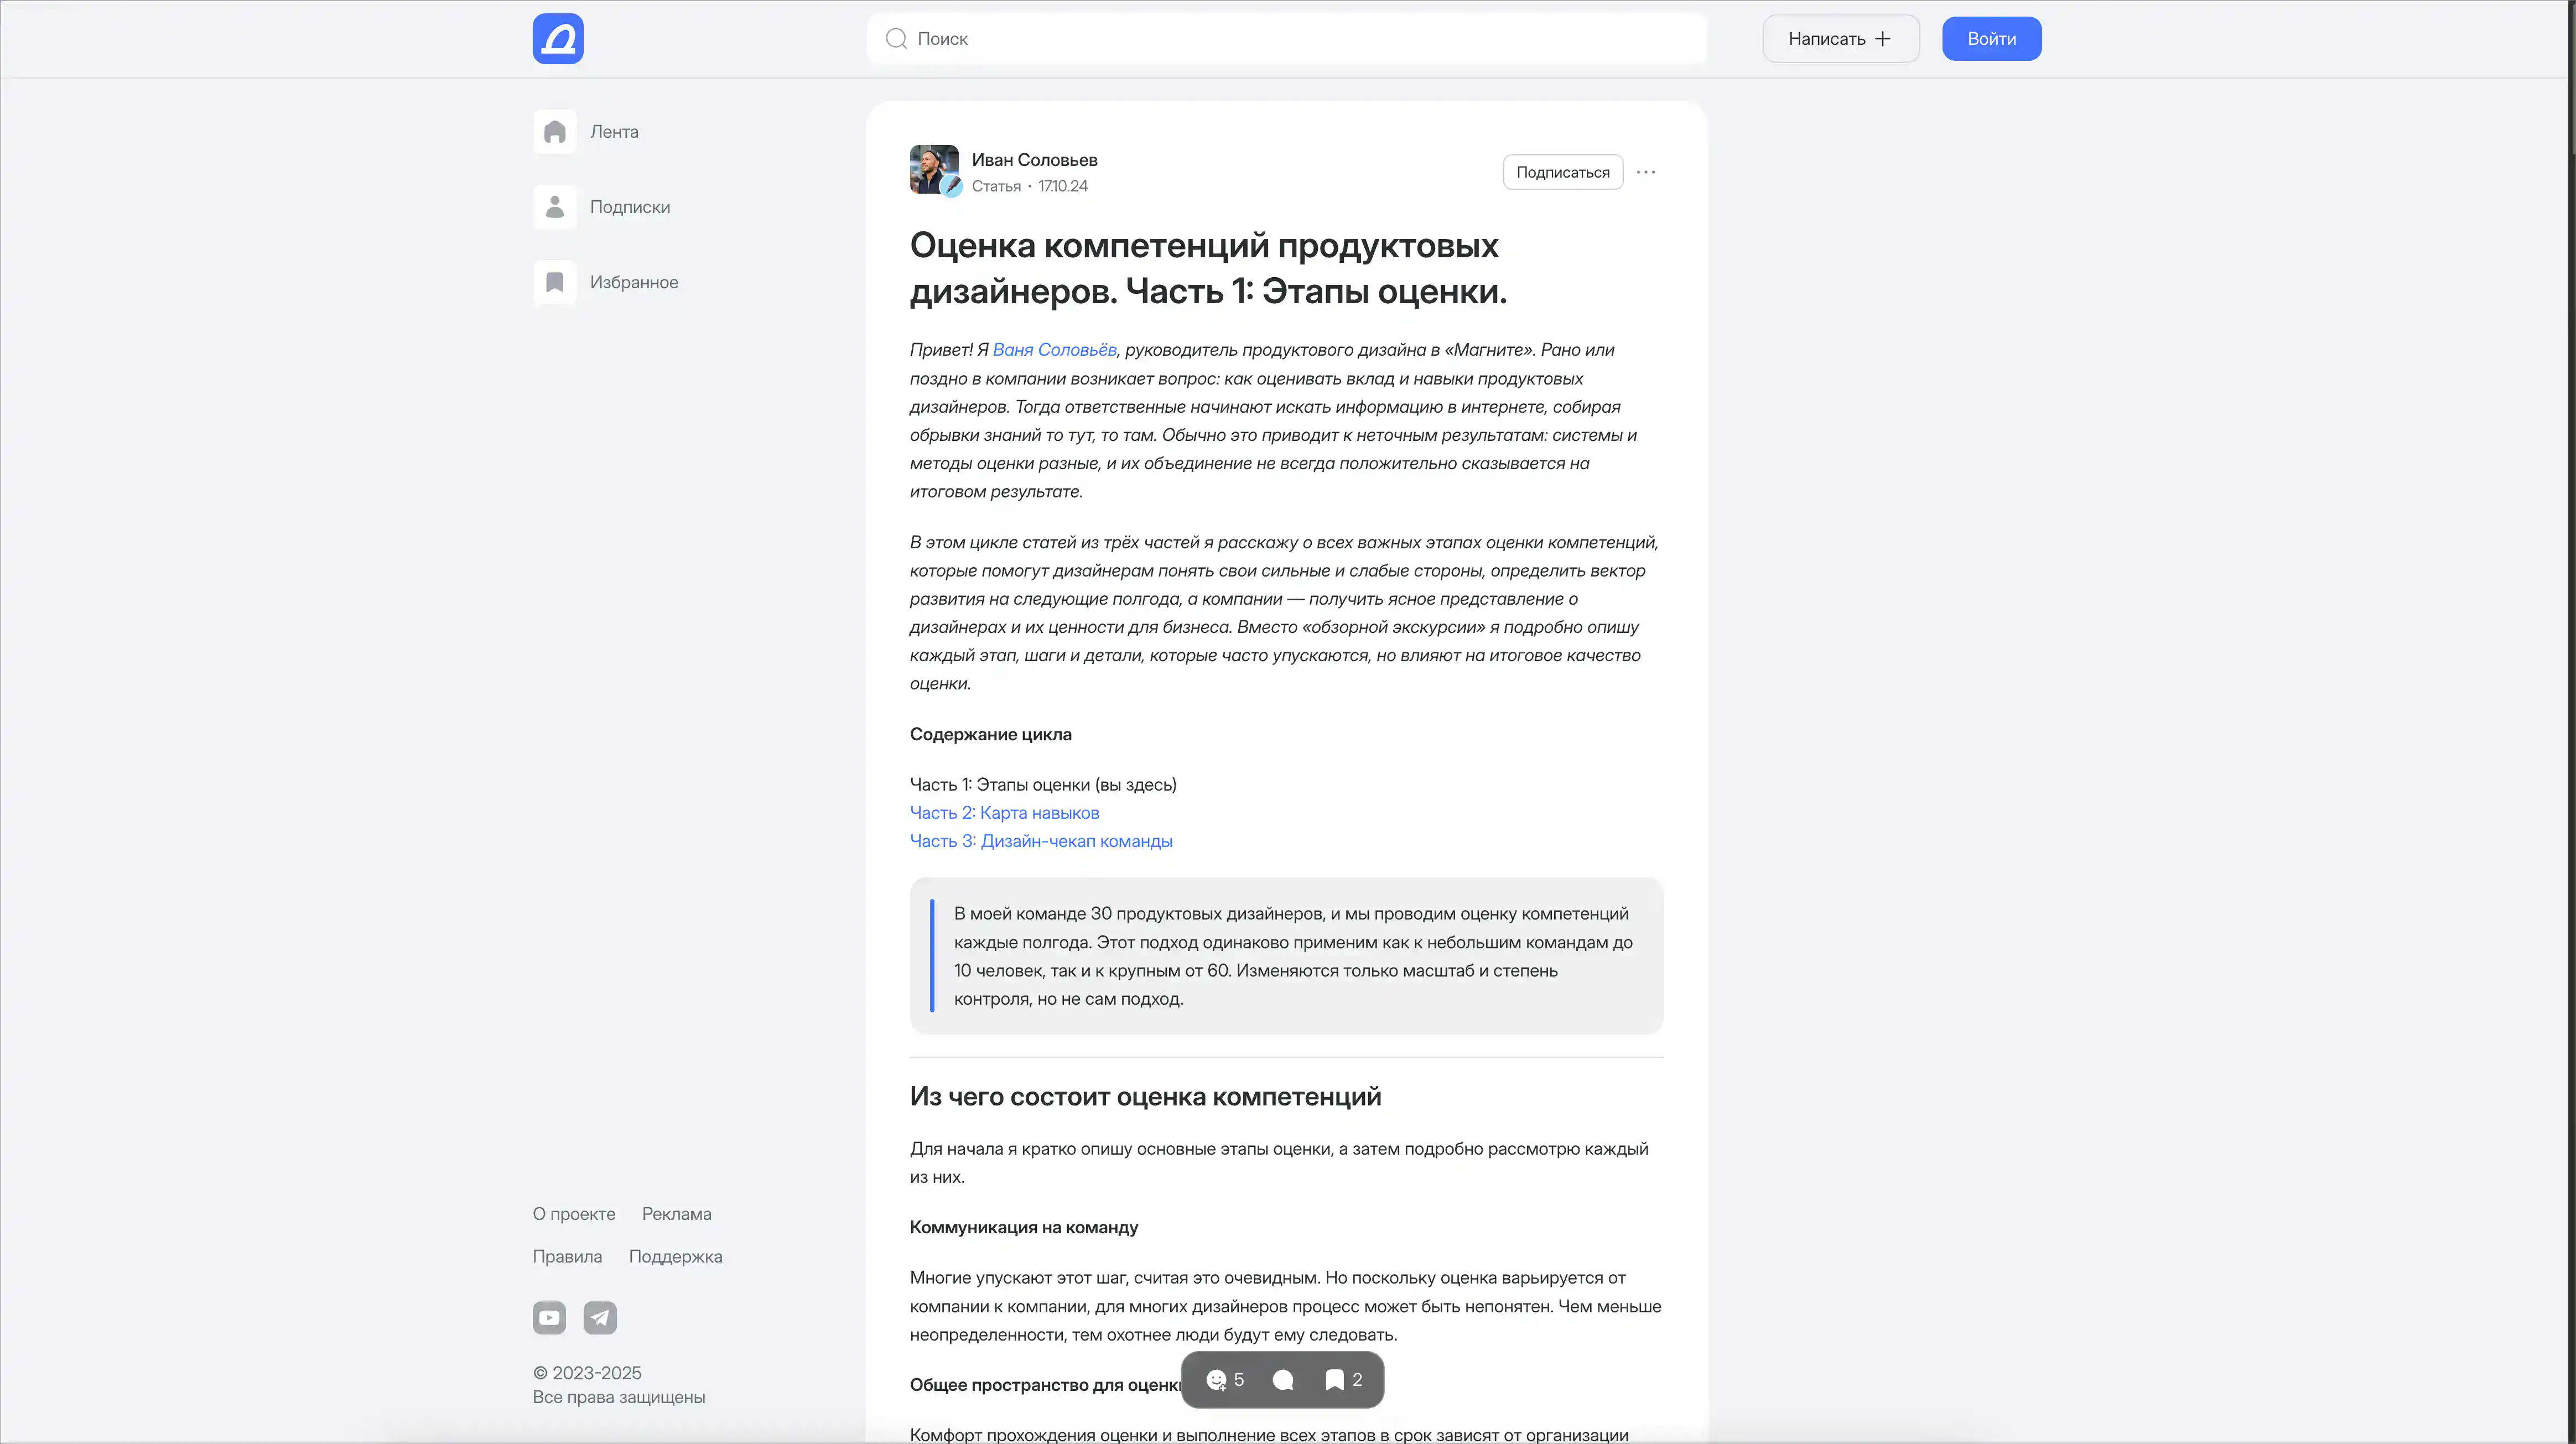 Поиск
Написать
Войти
Лента
Подписки
Избранное
Иван Соловьев
Статья • 17.10.24
Подписаться
Оценка компетенций продуктовых
дизайнеров. Часть 1: Этапы оценки.
Привет! Я Ваня Соловьёв, руководитель продуктового дизайна в «Магните». Рано или
поздно в компании возникает вопрос: как оценивать вклад и навыки продуктовых
дизайнеров. Тогда ответственные начинают искать информацию в интернете, собирая
обрывки знаний то тут, то там. Обычно это приводит к неточным результатам: системы и
методы оценки разные, и их объединение не всегда положительно сказывается на
итоговом результате.
В этом цикле статей из трёх частей я расскажу о всех важных этапах оценки компетенций,
которые помогут дизайнерам понять свои сильные и слабые стороны, определить вектор
развития на следующие полгода, а компании — получить ясное представление о
дизайнерах и их ценности для бизнеса. Вместо «обзорной экскурсии» я подробно опишу
каждый этап, шаги и детали, которые часто упускаются, но влияют на итоговое качество
оценки.
Содержание цикла
Часть 1: Этапы оценки (вы здесь)
Часть 2: Карта навыков
Часть 3: Дизайн-чекап команды
В моей команде 30 продуктовых дизайнеров, и мы проводим оценку компетенций
каждые полгода. Этот подход одинаково применим как к небольшим командам до
10 человек, так и к крупным от 60. Изменяются только масштаб и степень
контроля, но не сам подход.
Из чего состоит оценка компетенций
Для начала я кратко опишу основные этапы оценки, а затем подробно рассмотрю каждый
из них.
Коммуникация на команду
Многие упускают этот шаг, считая это очевидным. Но поскольку оценка варьируется от
компании к компании, для многих дизайнеров процесс может быть непонятен. Чем меньше
неопределенности, тем охотнее люди будут ему следовать.
Общее пространство для оценки
5
2
Комфорт прохождения оценки и выполнение всех этапов в срок зависят от организации
О проекте Реклама
Правила Поддержка
© 2023-2025
Все права защищены